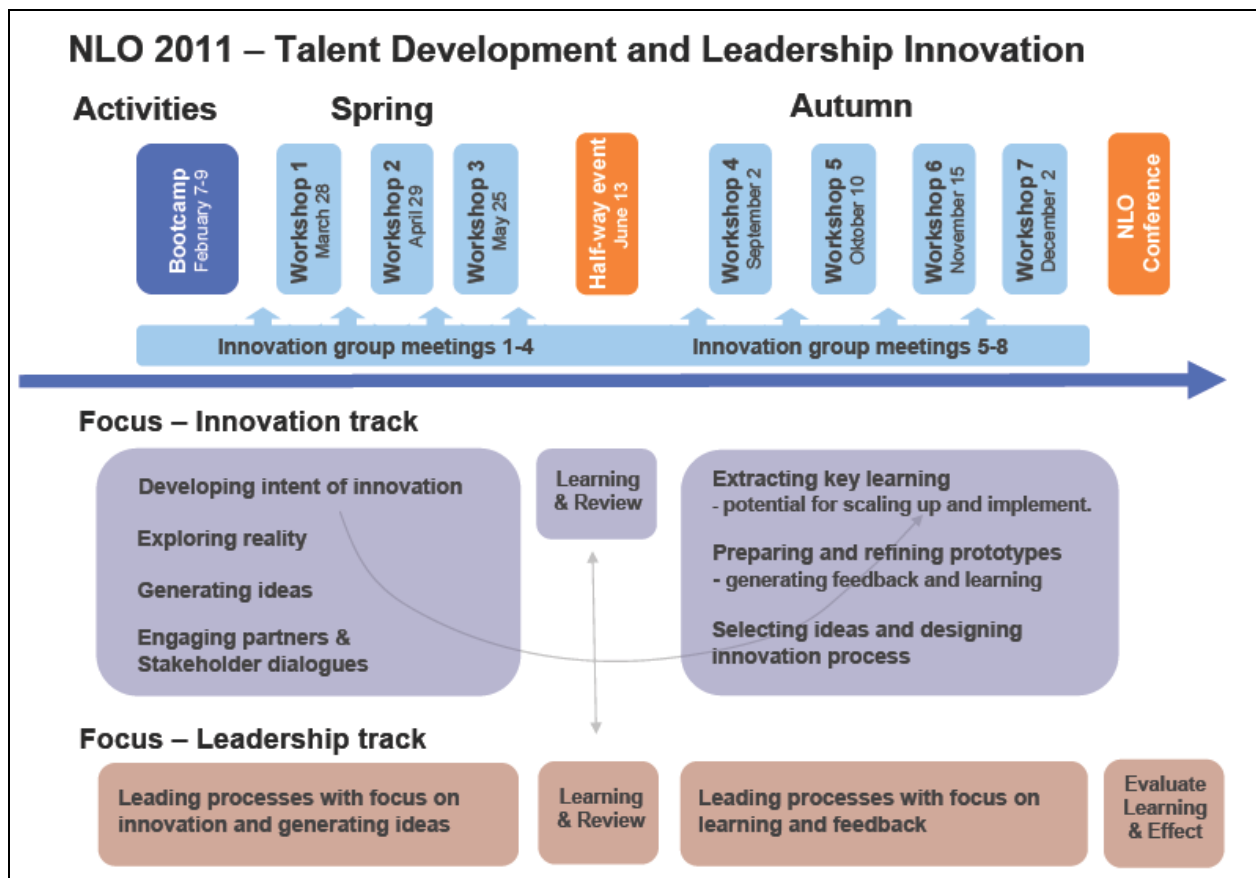 NLO 2011 – Talent Development and Leadership Innovation
Activities
Spring
Autumn
Bootcamp
February 7-9
Workshop 1
March 28
Workshop 2
April 29
Workshop 3
May 25
Half-way event
June 13
Workshop 4
September 2
Workshop 5
Oktober 10
Workshop 6
November 15
Workshop 7
December 2
NLO
Conference
Innovation group meetings 1-4
Innovation group meetings 5-8
Focus – Innovation track
Developing intent of innovation
Exploring reality
Generating ideas
Engaging partners &
Stakeholder dialogues
Learning
& Review
Extracting key learning
- potential for scaling up and implement.
Preparing and refining prototypes
- generating feedback and learning
Selecting ideas and designing
innovation process
Focus – Leadership track
Leading processes with focus on
innovation and generating ideas
Learning
& Review
Leading processes with focus on
learning and feedback
Evaluate
Learning
& Effect